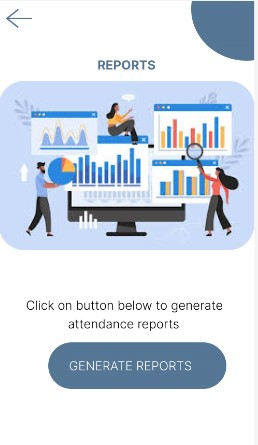 REPORTS
Click on button below to generate
attendance reports
GENERATE REPORTS